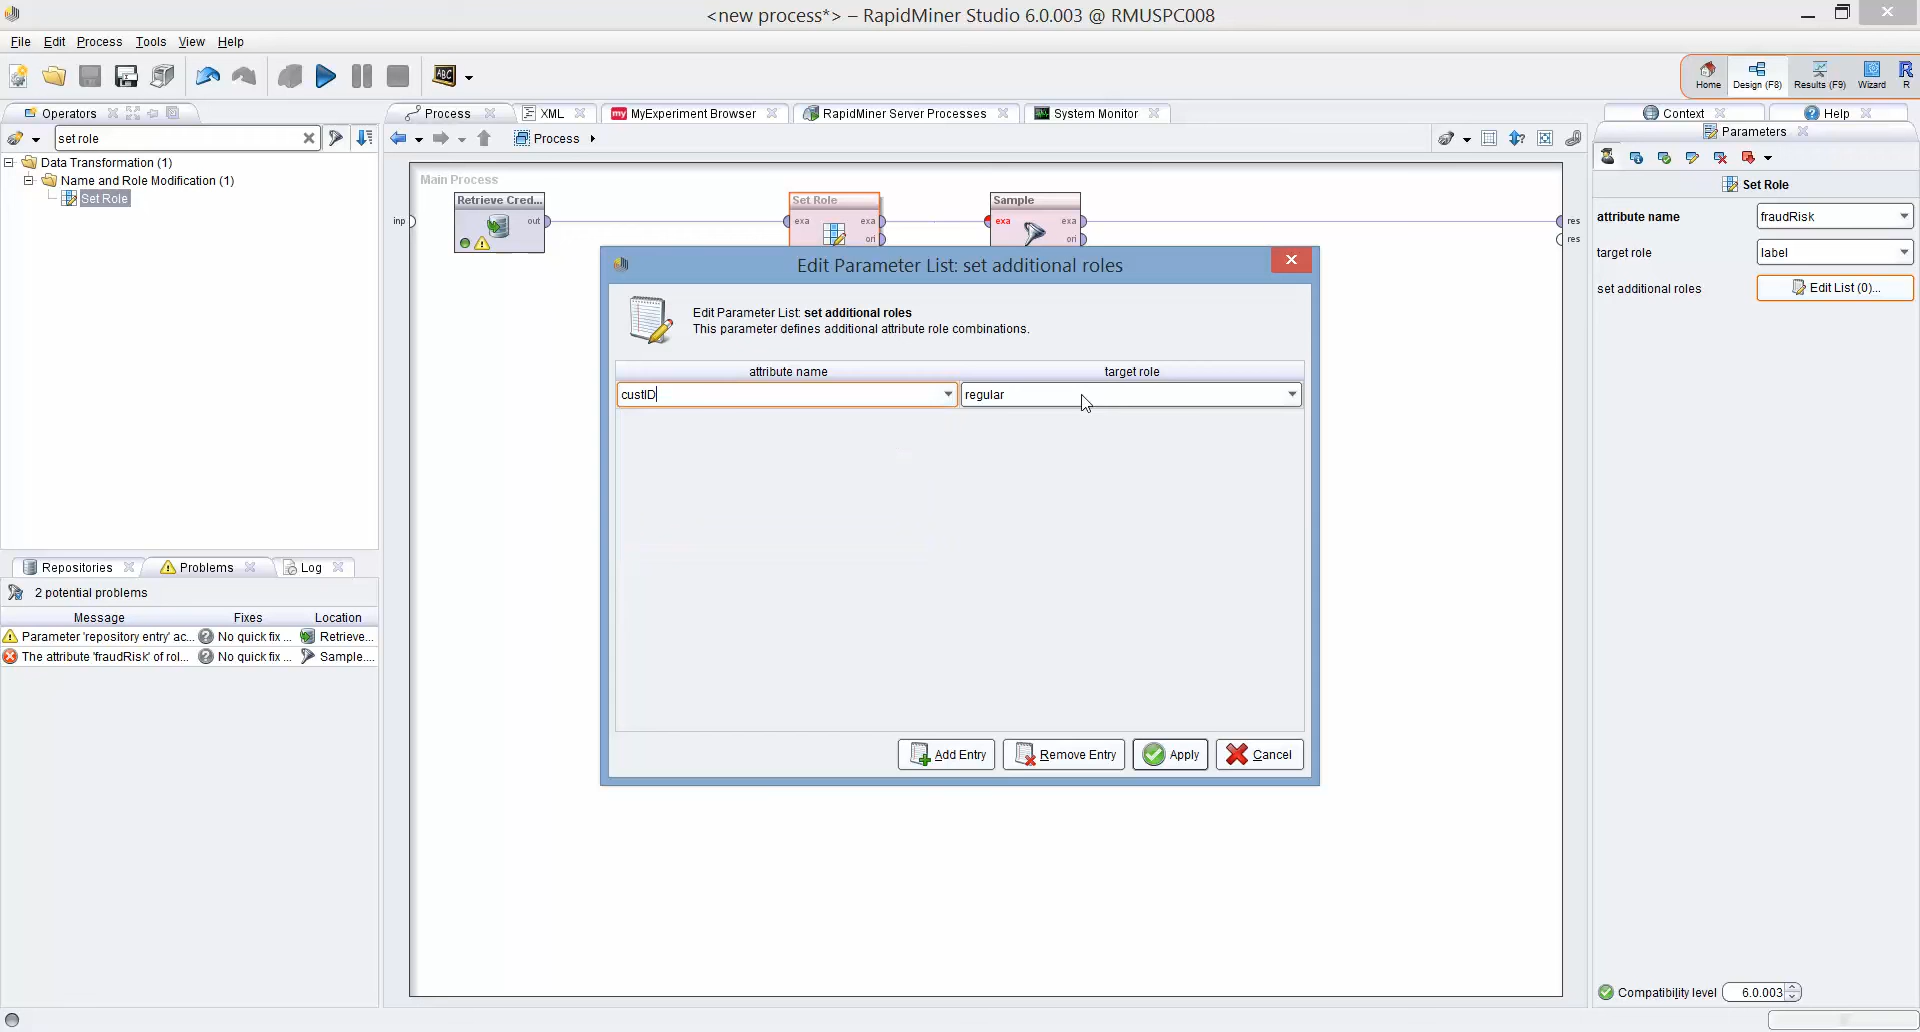 <new process*> – RapidMiner Studio 6.0.003 @ RMUSPC008
File Edit Process Tools View Help
ABC
Home Design (F8) Results (F9) Wizard R
Operators
Process XML my MyExperiment Browser RapidMiner Server Processes System Monitor
Context Help
set role
Process
Parameters
Data Transformation (1)
Name and Role Modification (1)
Set Role
Main Process
Retrieve Cred... Set Role Sample
inp out exa exa exa exa res
ori ori res
Set Role
attribute name fraudRisk
target role label
set additional roles Edit List (0)...
Edit Parameter List: set additional roles
Edit Parameter List: set additional roles
This parameter defines additional attribute role combinations.
attribute name target role
custID regular
Add Entry Remove Entry Apply Cancel
Repositories Problems Log
2 potential problems
Message Fixes Location
Parameter 'repository entry' ac... No quick fix ... Retrieve...
The attribute 'fraudRisk' of rol... No quick fix ... Sample....
Compatibility level 6.0.003